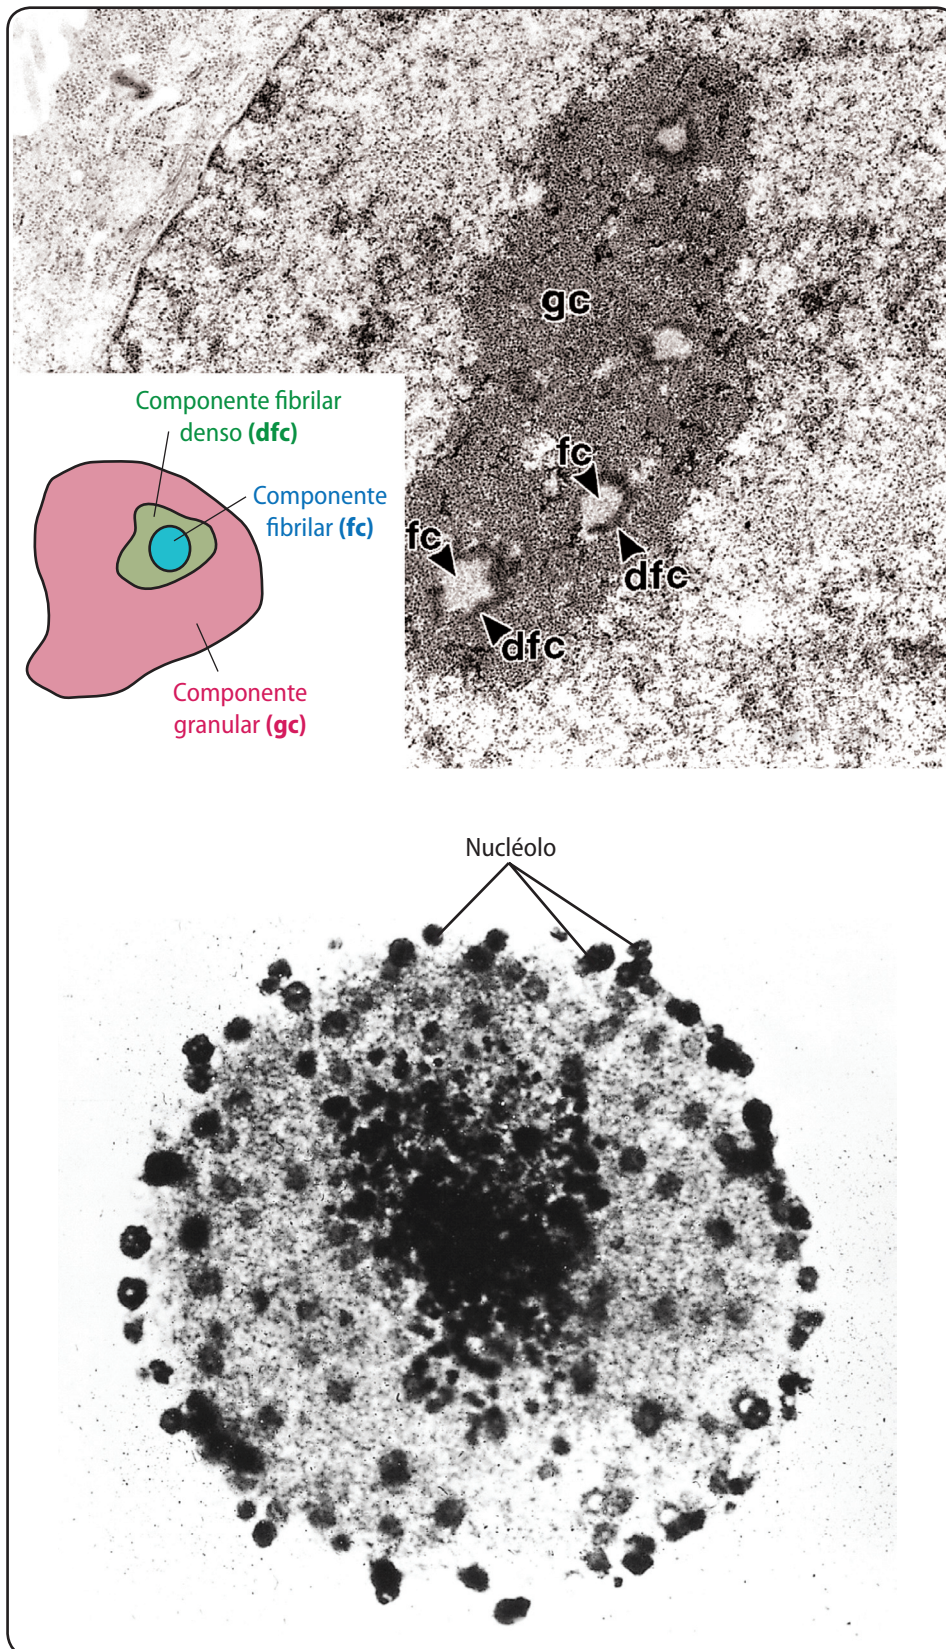 gc
Componente fibrilar
denso (dfc)
Componente
fibrilar (fc)
fc
fc
dfc
dfc
Componente
granular (gc)
Nucléolo